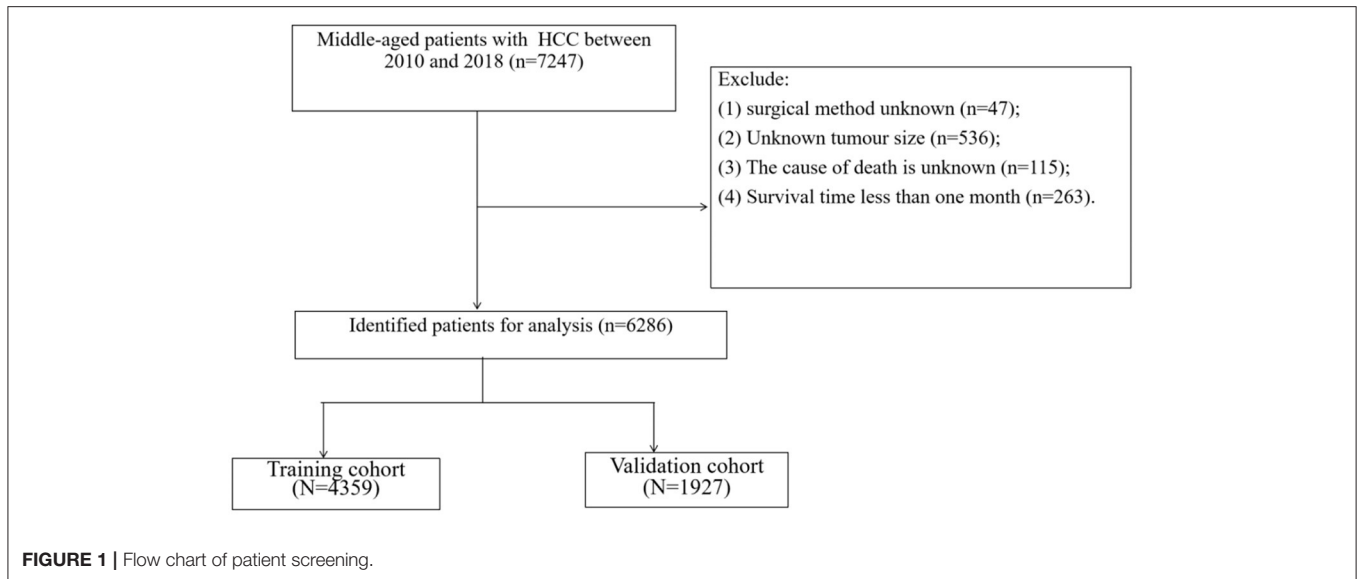 Middle-aged patients with HCC between
2010 and 2018 (n=7247)
Exclude:
(1) surgical method unknown (n=47);
(2) Unknown tumour size (n=536);
(3) The cause of death is unknown (n=115);
(4) Survival time less than one month (n=263).
Identified patients for analysis (n=6286)
Training cohort
(N=4359)
Validation cohort
(N=1927)
FIGURE 1 | Flow chart of patient screening.